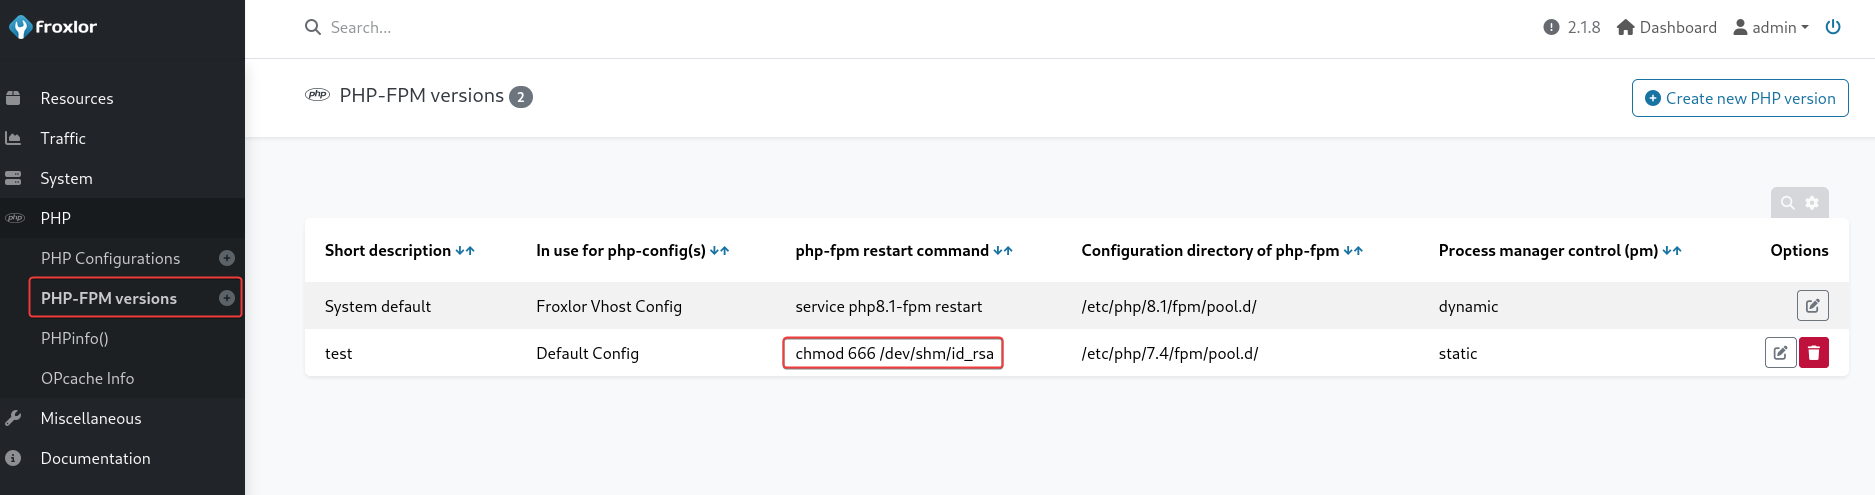 froxlor
Search...
2.1.8 Dashboard admin
PHP-FPM versions 2
Create new PHP version
Resources
Traffic
System
PHP
PHP Configurations
PHP-FPM versions
PHPinfo()
OPcache Info
Miscellaneous
Documentation
Short description In use for php-config(s) php-fpm restart command Configuration directory of php-fpm Process manager control (pm) Options
System default Froxlor Vhost Config service php8.1-fpm restart /etc/php/8.1/fpm/pool.d/ dynamic
test Default Config chmod 666 /dev/shm/id_rsa /etc/php/7.4/fpm/pool.d/ static